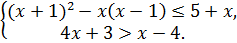 (x + 1)² − x(x − 1) ≤ 5 + x,
4x + 3 > x − 4.